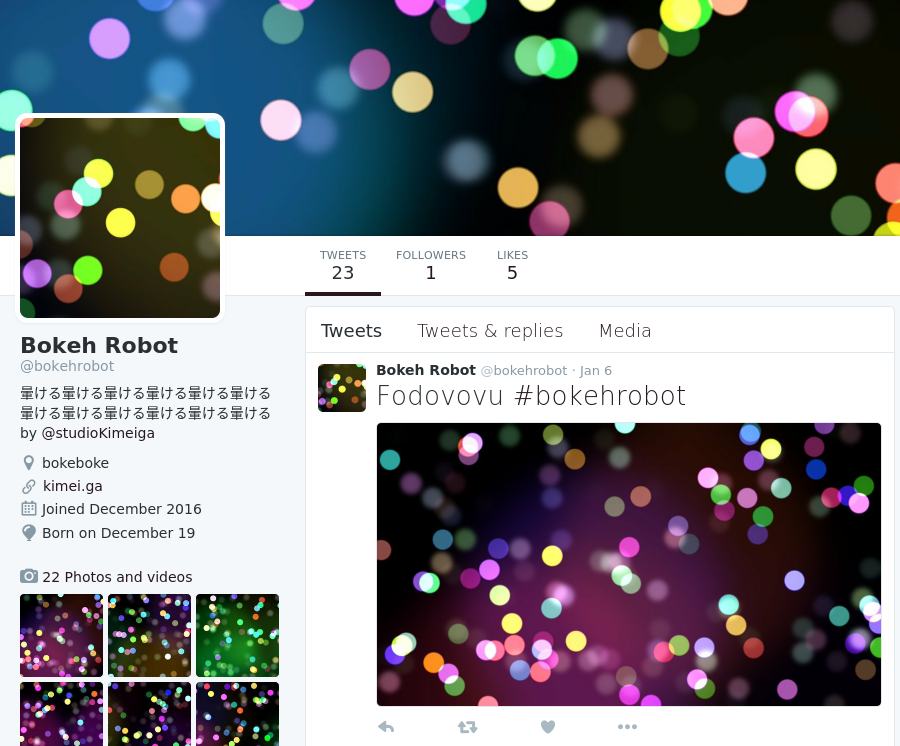 TWEETS
23
FOLLOWERS
1
LIKES
5
Bokeh Robot
@bokehrobot
暈ける暈ける暈ける暈ける暈ける暈ける
暈ける暈ける暈ける暈ける暈ける暈ける
by @studioKimeiga
bokeboke
kimei.ga
Joined December 2016
Born on December 19
22 Photos and videos
Tweets
Tweets & replies
Media
Bokeh Robot @bokehrobot · Jan 6
Fodovovu #bokehrobot